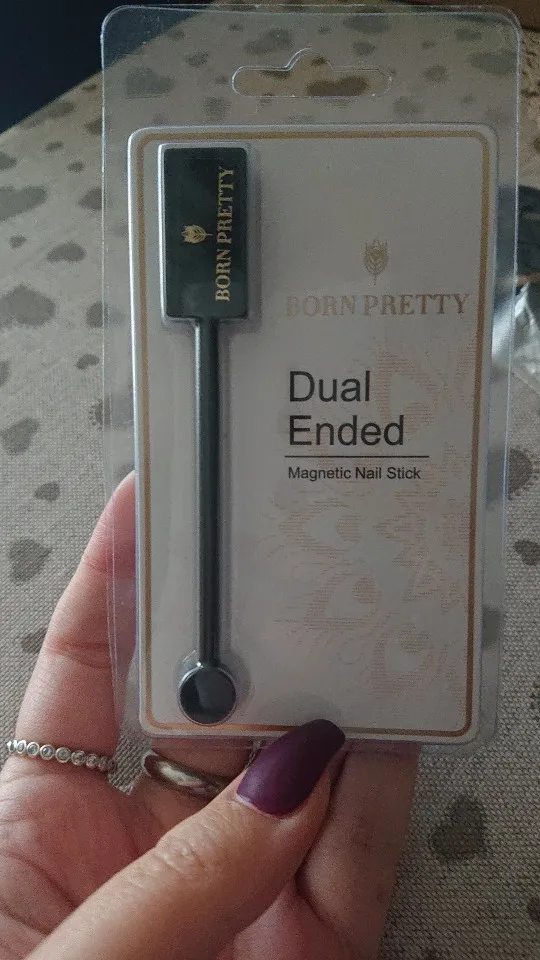 BORN PRETTY
BORN PRETTY
Dual
Ended
Magnetic Nail Stick